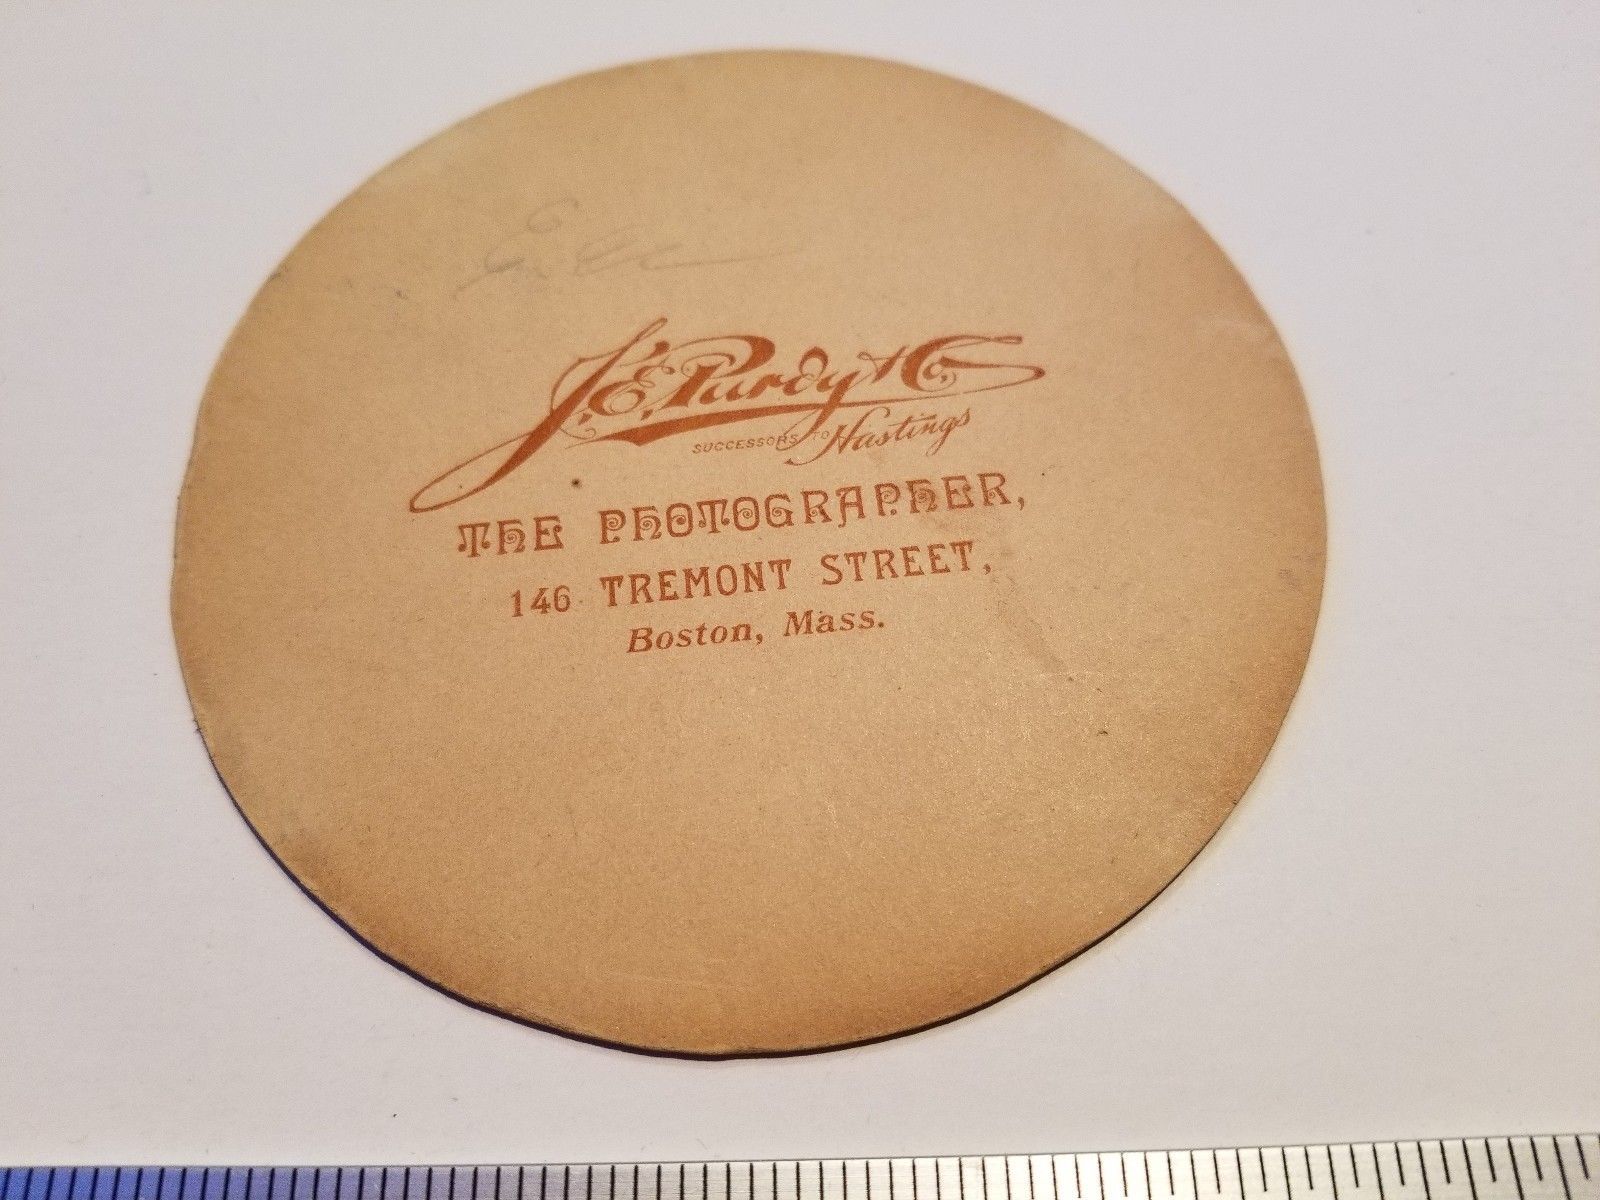 J. E. Purdy & Co.
SUCCESSORS TO Hastings
THE PHOTOGRAPHER,
146 TREMONT STREET,
Boston, Mass.